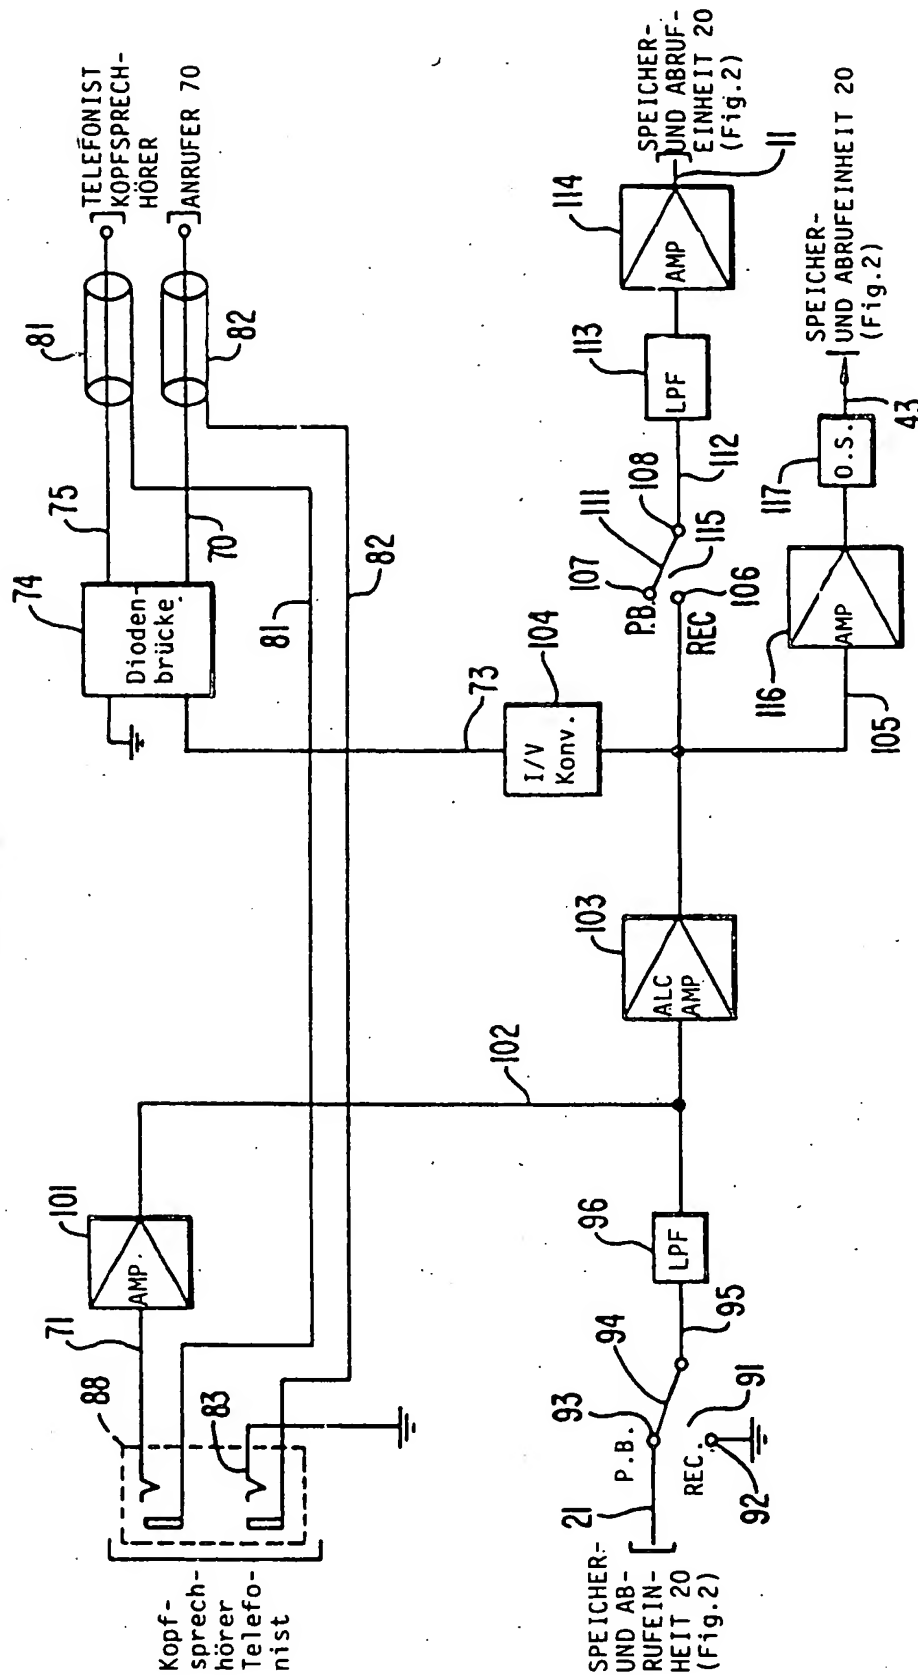 TELEFONIST
KOPFSPRECH-
HÖRER
ANRUFER 70
81
82
75
70
74
Dioden-
brücke
81
82
SPEICHER-
UND ABRUF-
EINHEIT 20
(Fig.2)
11
114
AMP
113
LPF
112
108
111
107
P.B.
115
REC
106
SPEICHER-
UND ABRUFEINHEIT 20
(Fig.2)
43
O.S.
117
AMP
116
105
73
104
I/V
Konv.
103
ALC
AMP
102
101
AMP.
71
88
83
Kopf-
sprech-
hörer
Telefo-
nist
96
LPF
95
94
93
P.B.
91
REC.
92
21
SPEICHER-
UND AB-
RUFEIN-
HEIT 20
(Fig.2)